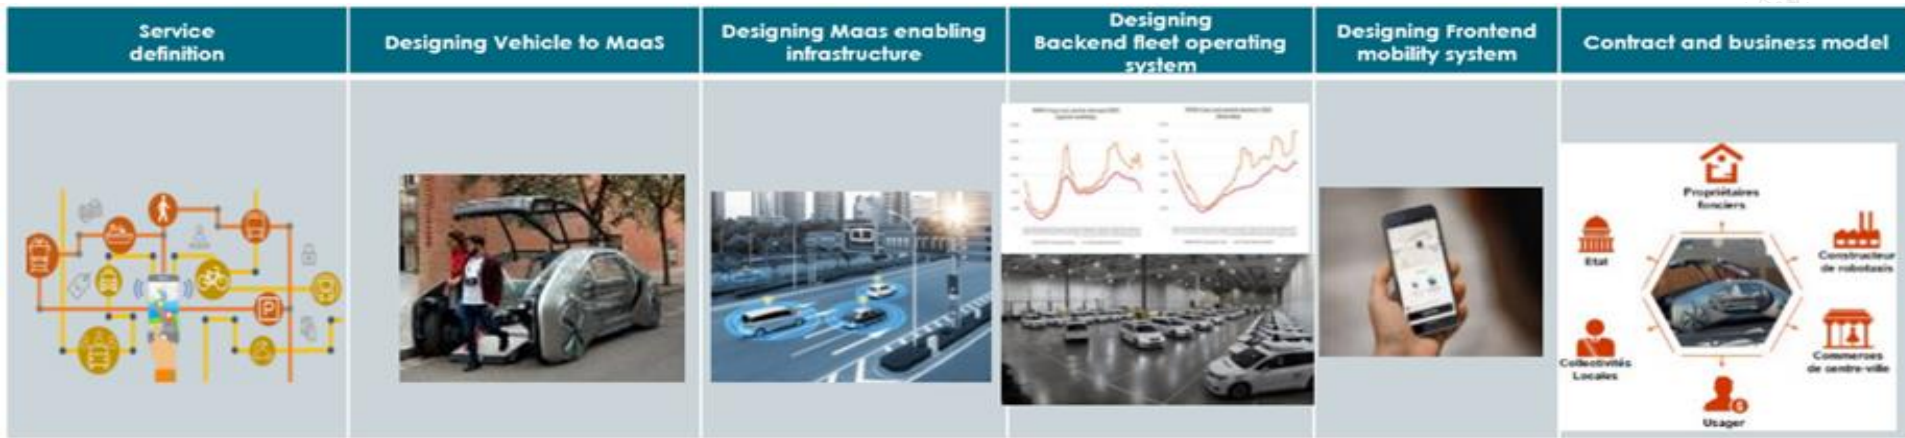 Service
definition
Designing Vehicle to MaaS
Designing Maas enabling
infrastructure
Designing
Backend fleet operating
system
Designing Frontend
mobility system
Contract and business model
P
Propriétaires
fonciers
Etat
Constructeur
de robotaxis
Collectivités
Locales
Commerces
de centre-ville
Usager